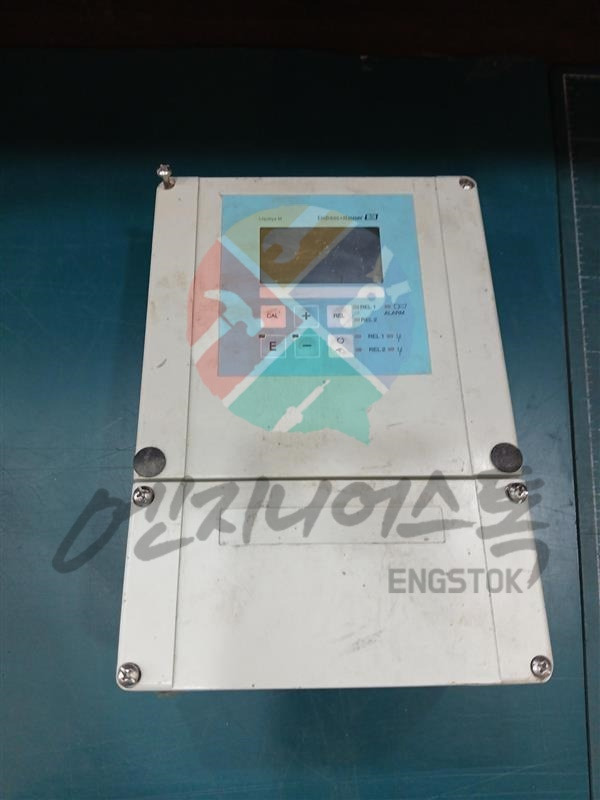 Liquisys M Endress+Hauser
CAL + REL REL 1 ALARM
REL 2
E − REL 1
REL 2
엔지니어스톡
ENGSTOK